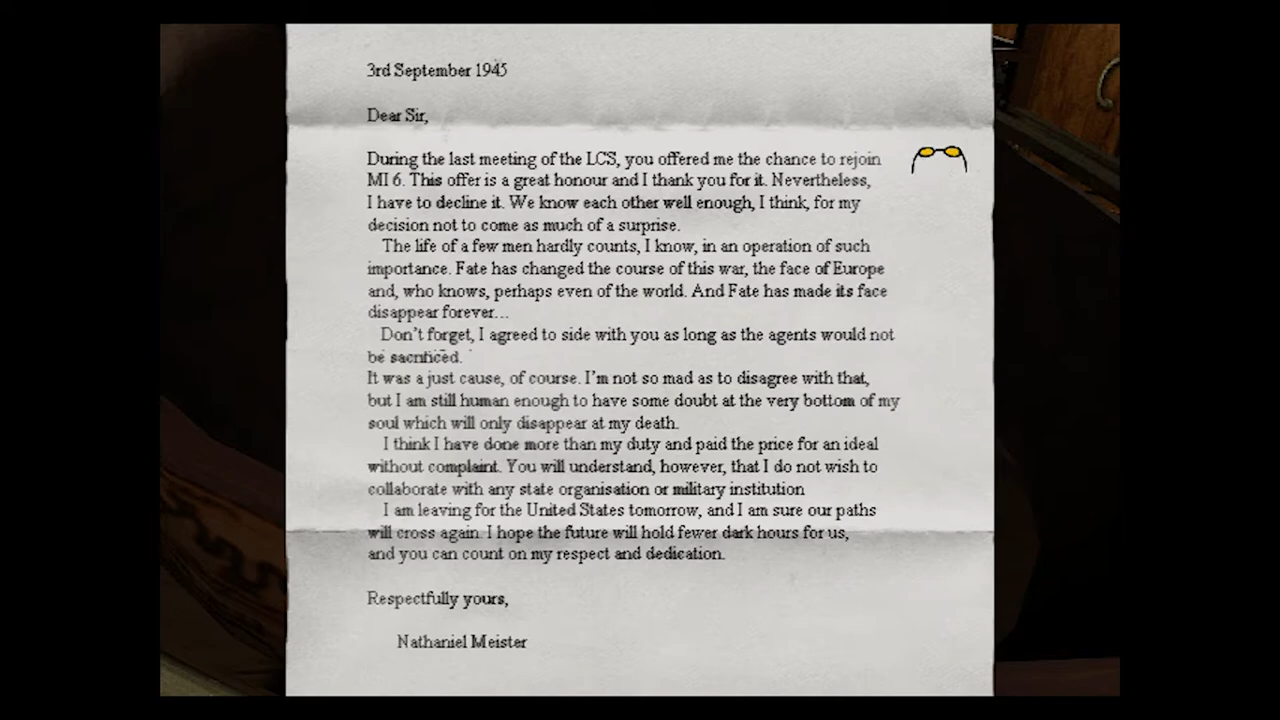 3rd September 1945
Dear Sir,
During the last meeting of the LCS, you offered me the chance to rejoin
MI 6. This offer is a great honour and I thank you for it. Nevertheless,
I have to decline it. We know each other well enough, I think, for my
decision not to come as much of a surprise.
The life of a few men hardly counts, I know, in an operation of such
importance. Fate has changed the course of this war, the face of Europe
and, who knows, perhaps even of the world. And Fate has made its face
disappear forever...
Don't forget, I agreed to side with you as long as the agents would not
be sacrificed.
It was a just cause, of course. I'm not so mad as to disagree with that,
but I am still human enough to have some doubt at the very bottom of my
soul which will only disappear at my death.
I think I have done more than my duty and paid the price for an ideal
without complaint. You will understand, however, that I do not wish to
collaborate with any state organisation or military institution
I am leaving for the United States tomorrow, and I am sure our paths
will cross again. I hope the future will hold fewer dark hours for us,
and you can count on my respect and dedication.
Respectfully yours,
Nathaniel Meister